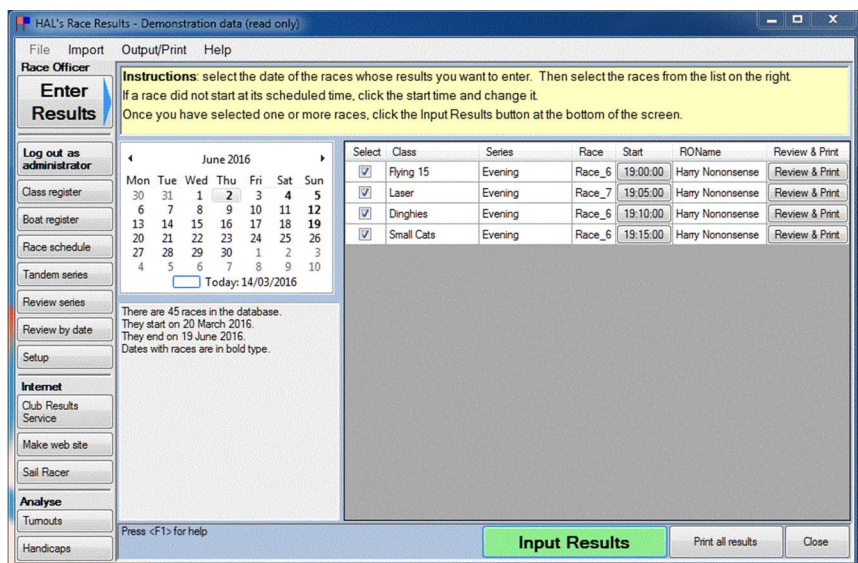 HAL's Race Results - Demonstration data (read only)
File Import Output/Print Help
Race Officer
Enter
Results
Log out as
administrator
Class register
Boat register
Race schedule
Tandem series
Review series
Review by date
Setup
Internet
Club Results
Service
Make web site
Sail Racer
Analyse
Turnouts
Handicaps
Instructions: select the date of the races whose results you want to enter. Then select the races from the list on the right.
If a race did not start at its scheduled time, click the start time and change it.
Once you have selected one or more races, click the Input Results button at the bottom of the screen.
June 2016
Mon Tue Wed Thu Fri Sat Sun
30 31 1 2 3 4 5
6 7 8 9 10 11 12
13 14 15 16 17 18 19
20 21 22 23 24 25 26
27 28 29 30 1 2 3
4 5 6 7 8 9 10
Today: 14/03/2016
There are 45 races in the database.
They start on 20 March 2016.
They end on 19 June 2016.
Dates with races are in bold type.
Select Class Series Race Start ROName Review & Print
Flying 15 Evening Race_6 19:00:00 Harry Nononsense Review & Print
Laser Evening Race_7 19:05:00 Harry Nononsense Review & Print
Dinghies Evening Race_6 19:10:00 Harry Nononsense Review & Print
Small Cats Evening Race_6 19:15:00 Harry Nononsense Review & Print
Press <F1> for help
Input Results
Print all results
Close